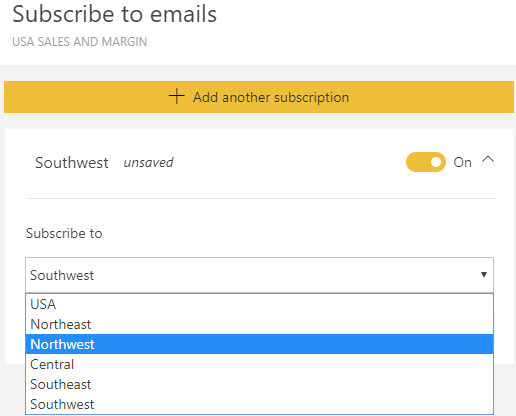 Subscribe to emails
USA SALES AND MARGIN
Add another subscription
Southwest unsaved On
Subscribe to
Southwest
USA
Northeast
Northwest
Central
Southeast
Southwest